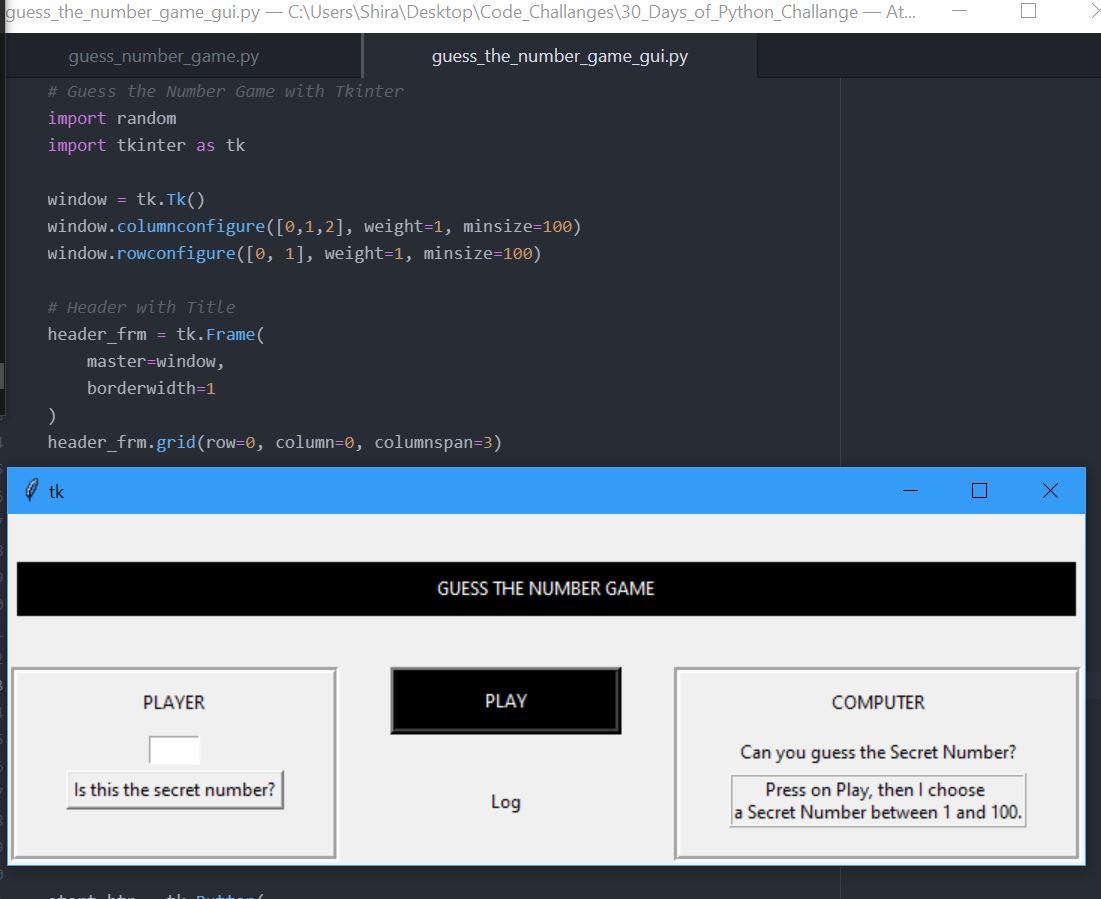 guess_the_number_game_gui.py — C:\Users\Shira\Desktop\Code_Challanges\30_Days_of_Python_Challange — At...
guess_number_game.py
guess_the_number_game_gui.py
# Guess the Number Game with Tkinter
import random
import tkinter as tk
window = tk.Tk()
window.columnconfigure([0,1,2], weight=1, minsize=100)
window.rowconfigure([0, 1], weight=1, minsize=100)
# Header with Title
header_frm = tk.Frame(
    master=window,
    borderwidth=1
)
header_frm.grid(row=0, column=0, columnspan=3)
tk
GUESS THE NUMBER GAME
PLAYER
Is this the secret number?
PLAY
Log
COMPUTER
Can you guess the Secret Number?
Press on Play, then I choose
a Secret Number between 1 and 100.